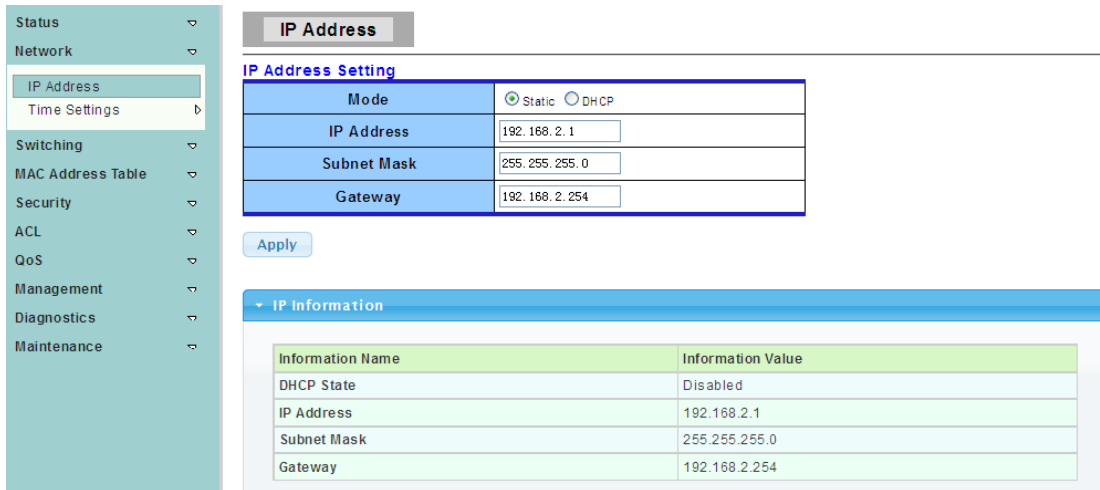 Status
Network
IP Address
Time Settings
Switching
MAC Address Table
Security
ACL
QoS
Management
Diagnostics
Maintenance
IP Address
IP Address Setting
Mode Static DHCP
IP Address 192.168.2.1
Subnet Mask 255.255.255.0
Gateway 192.168.2.254
Apply
IP Information
Information Name Information Value
DHCP State Disabled
IP Address 192.168.2.1
Subnet Mask 255.255.255.0
Gateway 192.168.2.254